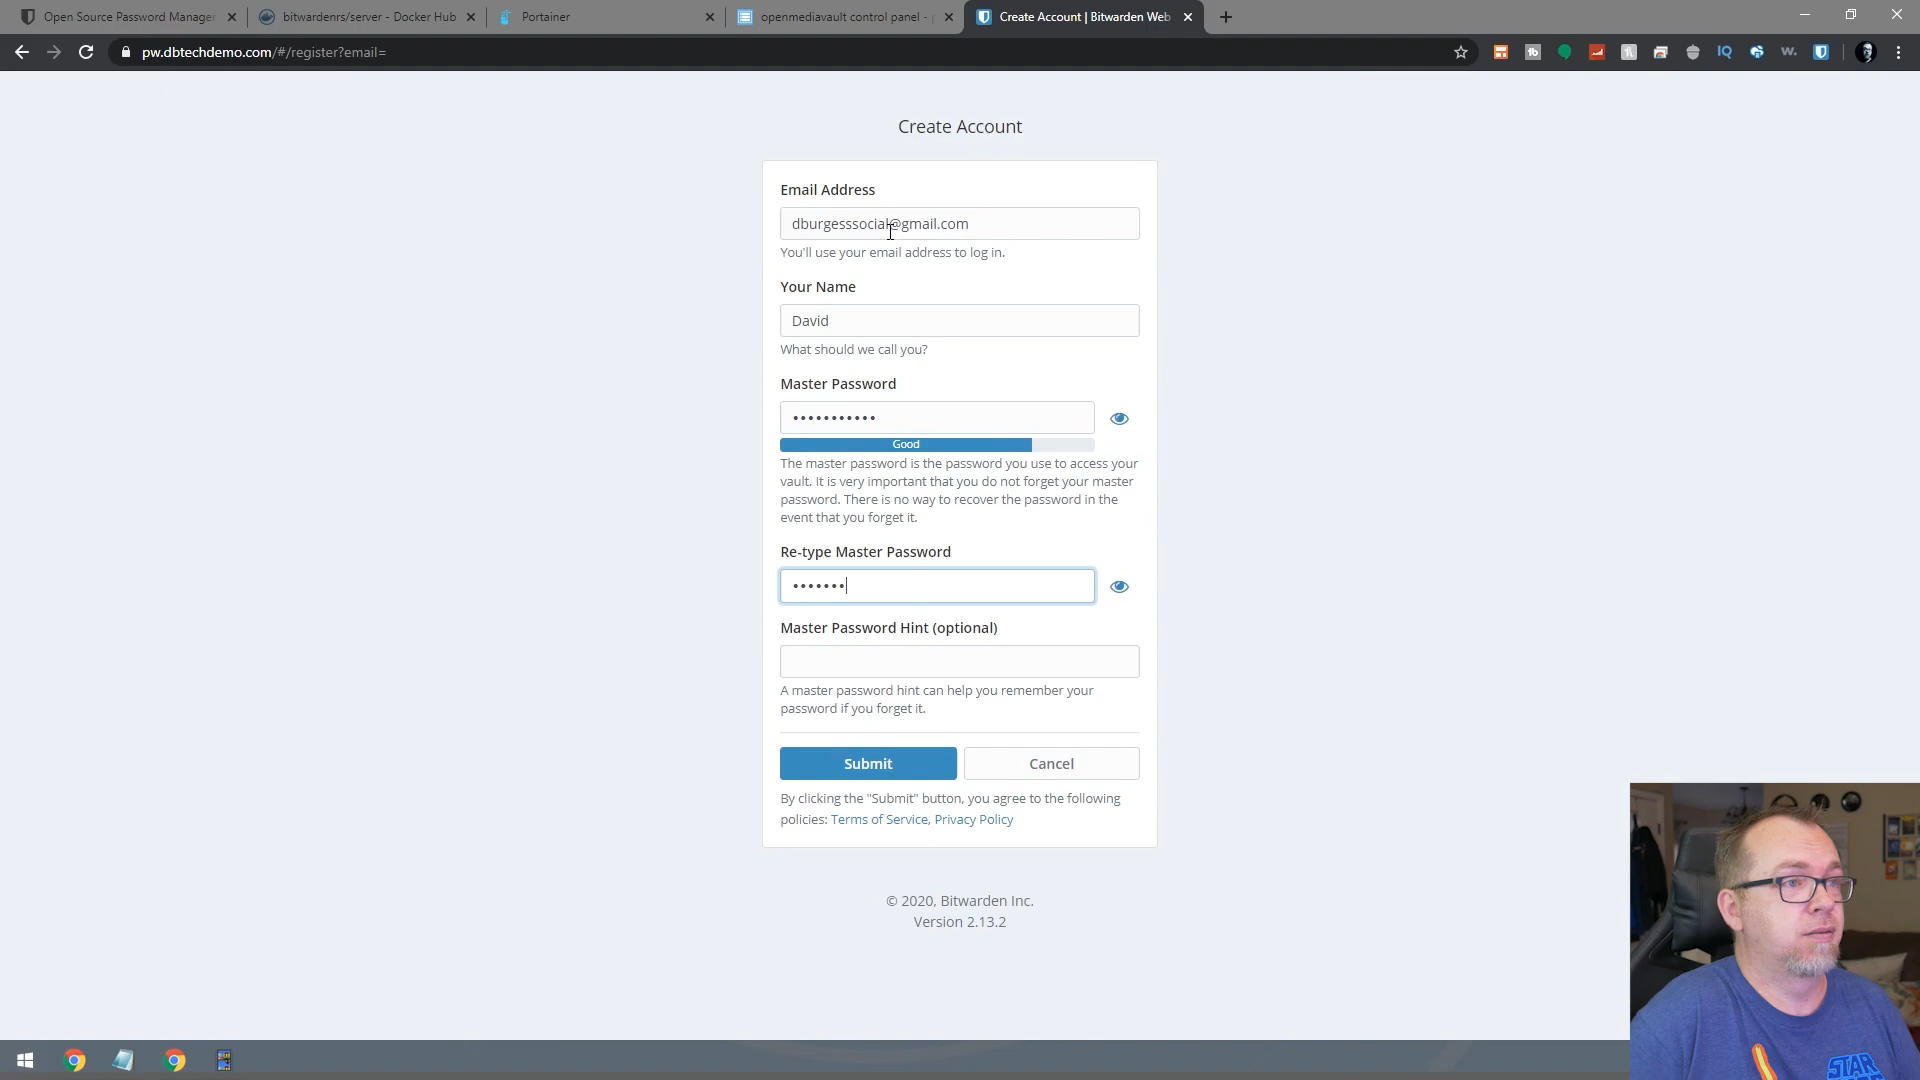 Open Source Password Manager
bitwardenrs/server - Docker Hub
Portainer
openmediavault control panel -
Create Account | Bitwarden Web
pw.dbtechdemo.com/#/register?email=
Create Account
Email Address
dburgesssocial@gmail.com
You'll use your email address to log in.
Your Name
David
What should we call you?
Master Password
•••••••••••
Good
The master password is the password you use to access your
vault. It is very important that you do not forget your master
password. There is no way to recover the password in the
event that you forget it.
Re-type Master Password
•••••••
Master Password Hint (optional)
A master password hint can help you remember your
password if you forget it.
Submit
Cancel
By clicking the "Submit" button, you agree to the following
policies: Terms of Service, Privacy Policy
© 2020, Bitwarden Inc.
Version 2.13.2
STAR